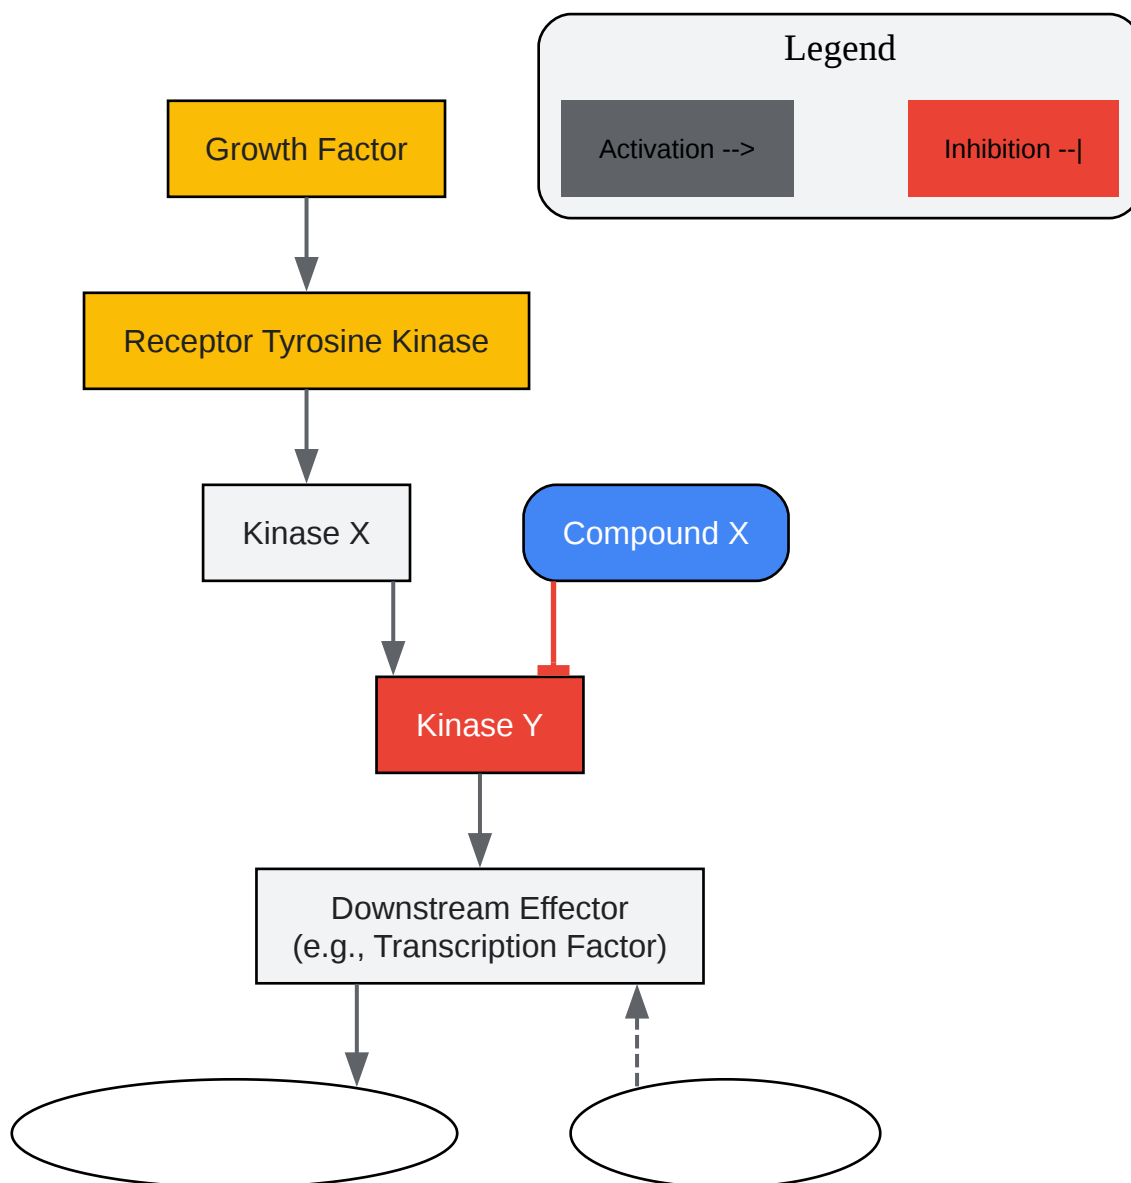 Legend
Activation -->
Inhibition --|
Growth Factor
Receptor Tyrosine Kinase
Kinase X
Compound X
Kinase Y
Downstream Effector
(e.g., Transcription Factor)